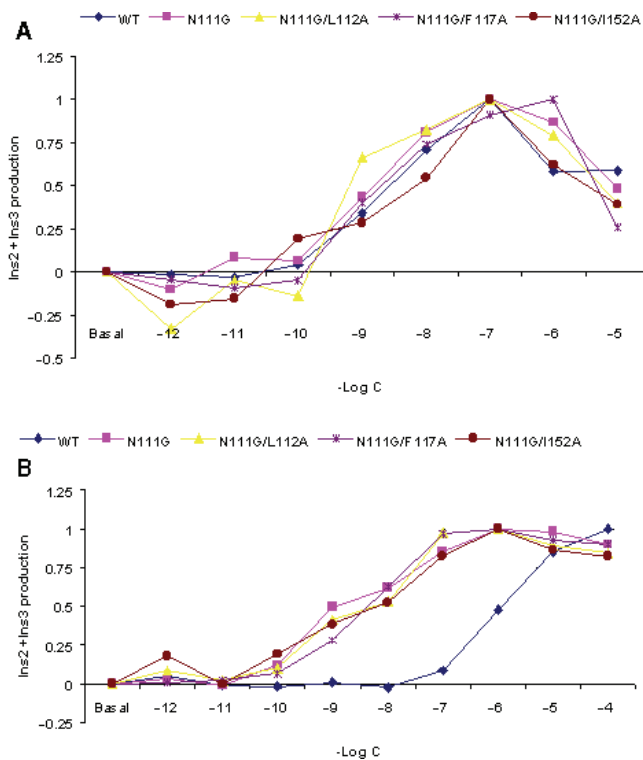 A
WT N111G N111G/L112A N111G/F117A N111G/I152A
Ins2 + Ins3 production
1.25
1
0.75
0.5
0.25
0
-0.25
-0.5
Basal -12 -11 -10 -9 -8 -7 -6 -5
-Log C
WT N111G N111G/L112A N111G/F117A N111G/I152A
B
Ins2 +Ins3 production
1.25
1
0.75
0.5
0.25
0
-0.25
Basal -12 -11 -10 -9 -8 -7 -6 -5 -4
-Log C